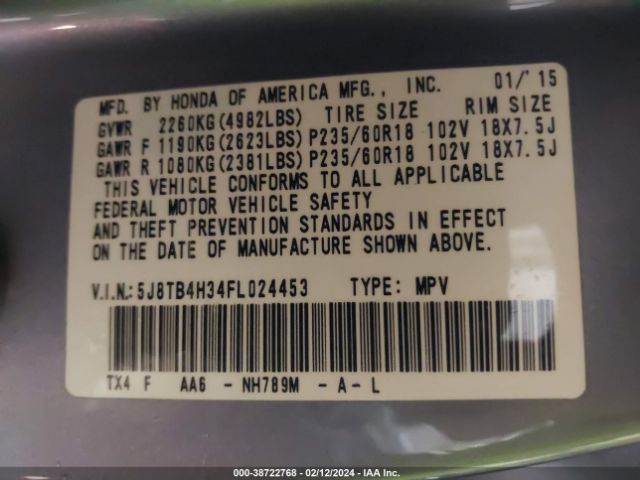 MFD. BY HONDA OF AMERICA MFG., INC. 01/'15
GVWR 2260KG(4982LBS) TIRE SIZE RIM SIZE
GAWR F 1190KG(2623LBS) P235/60R18 102V 18X7.5J
GAWR R 1080KG(2381LBS) P235/60R18 102V 18X7.5J
THIS VEHICLE CONFORMS TO ALL APPLICABLE
FEDERAL MOTOR VEHICLE SAFETY
AND THEFT PREVENTION STANDARDS IN EFFECT
ON THE DATE OF MANUFACTURE SHOWN ABOVE.
V.I.N.: 5J8TB4H34FL024453 TYPE: MPV
TX4 F AA6 - NH789M - A - L
000-38722768 - 02/12/2024 - IAA Inc.